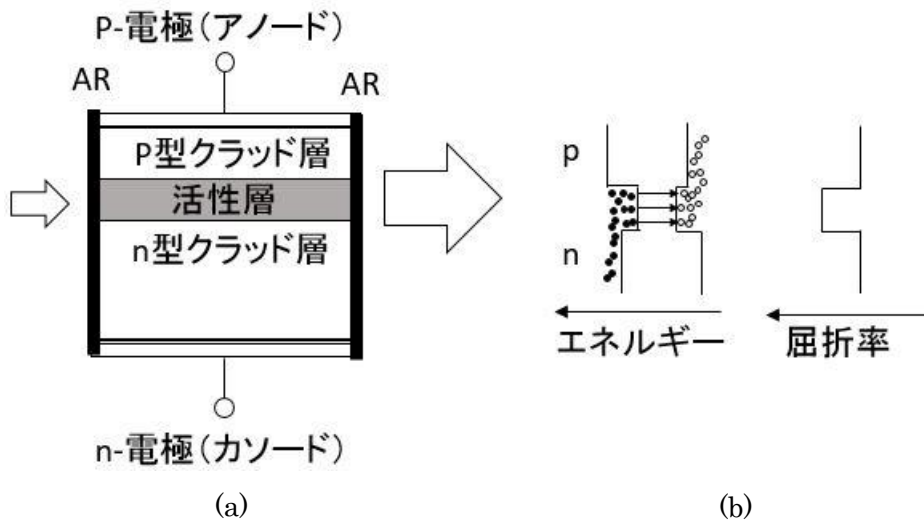 P-電極(アノード)
AR
AR
P型クラッド層
活性層
n型クラッド層
n-電極(カソード)
(a)
p
n
エネルギー
屈折率
(b)